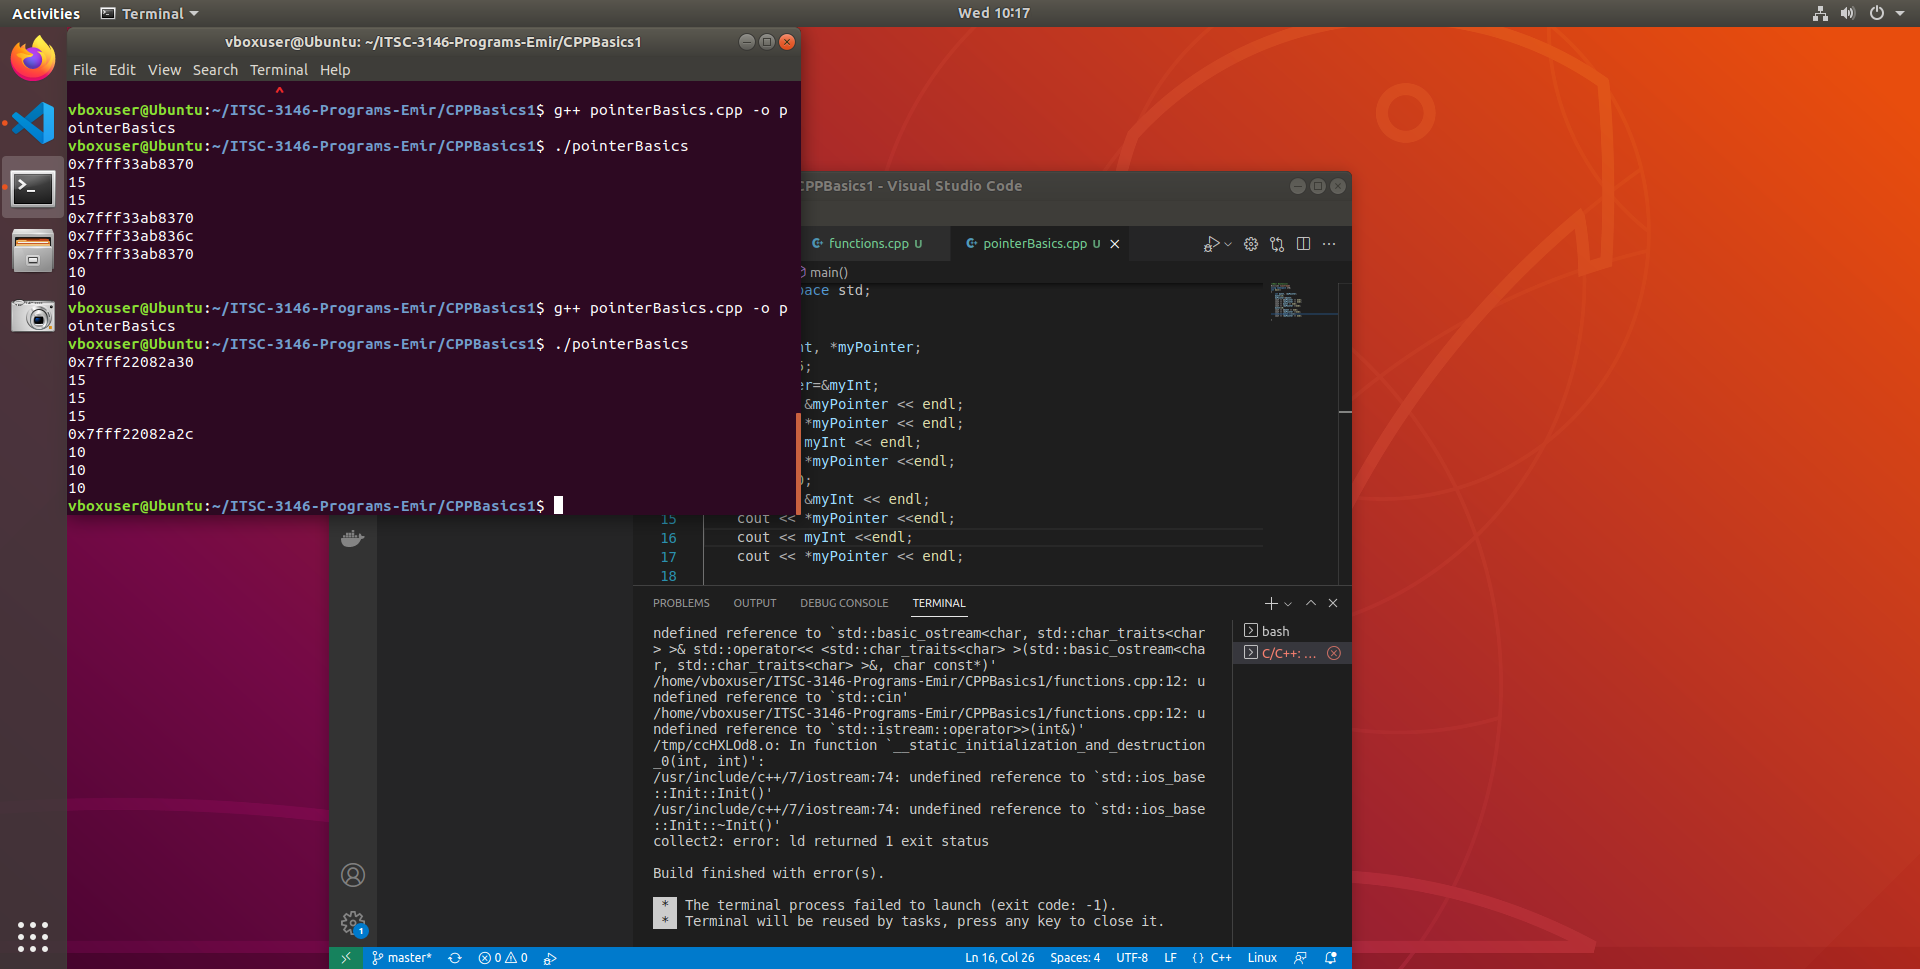 Activities
Terminal
Wed 10:17
vboxuser@Ubuntu: ~/ITSC-3146-Programs-Emir/CPPBasics1
File Edit View Search Terminal Help
^
vboxuser@Ubuntu:~/ITSC-3146-Programs-Emir/CPPBasics1$ g++ pointerBasics.cpp -o p
ointerBasics
vboxuser@Ubuntu:~/ITSC-3146-Programs-Emir/CPPBasics1$ ./pointerBasics
0x7fff33ab8370
15
15
0x7fff33ab8370
0x7fff33ab836c
0x7fff33ab8370
10
10
vboxuser@Ubuntu:~/ITSC-3146-Programs-Emir/CPPBasics1$ g++ pointerBasics.cpp -o p
ointerBasics
vboxuser@Ubuntu:~/ITSC-3146-Programs-Emir/CPPBasics1$ ./pointerBasics
0x7fff22082a30
15
15
15
0x7fff22082a2c
10
10
10
vboxuser@Ubuntu:~/ITSC-3146-Programs-Emir/CPPBasics1$
CPPBasics1 - Visual Studio Code
functions.cpp U
pointerBasics.cpp U
main()
pace std;
nt, *myPointer;
5;
er=&myInt;
&myPointer << endl;
*myPointer << endl;
myInt << endl;
*myPointer <<endl;
0;
&myInt << endl;
15 cout << *myPointer <<endl;
16 cout << myInt <<endl;
17 cout << *myPointer << endl;
18
PROBLEMS OUTPUT DEBUG CONSOLE TERMINAL
ndefined reference to `std::basic_ostream<char, std::char_traits<char
> >& std::operator<< <std::char_traits<char> >(std::basic_ostream<cha
r, std::char_traits<char> >&, char const*)'
/home/vboxuser/ITSC-3146-Programs-Emir/CPPBasics1/functions.cpp:12: u
ndefined reference to `std::cin'
/home/vboxuser/ITSC-3146-Programs-Emir/CPPBasics1/functions.cpp:12: u
ndefined reference to `std::istream::operator>>(int&)'
/tmp/ccHXLOd8.o: In function `__static_initialization_and_destruction
_0(int, int)':
/usr/include/c++/7/iostream:74: undefined reference to `std::ios_base
::Init::Init()'
/usr/include/c++/7/iostream:74: undefined reference to `std::ios_base
::Init::~Init()'
collect2: error: ld returned 1 exit status
Build finished with error(s).
* The terminal process failed to launch (exit code: -1).
* Terminal will be reused by tasks, press any key to close it.
bash
C/C++: ...
1
master* 0 0 Ln 16, Col 26 Spaces: 4 UTF-8 LF {} C++ Linux